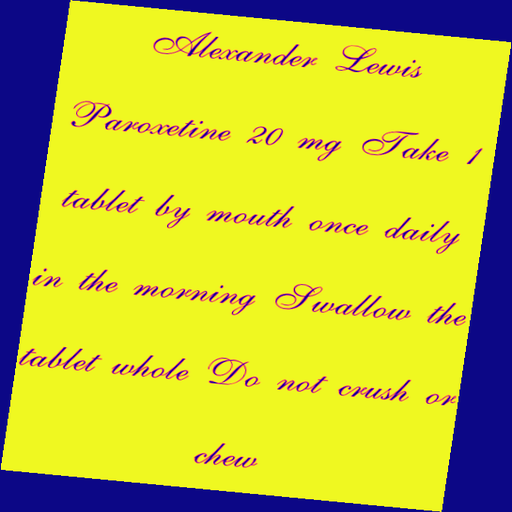 Alexander Lewis
Paroxetine 20 mg Take 1
tablet by mouth once daily
in the morning Swallow the
tablet whole Do not crush or
chew